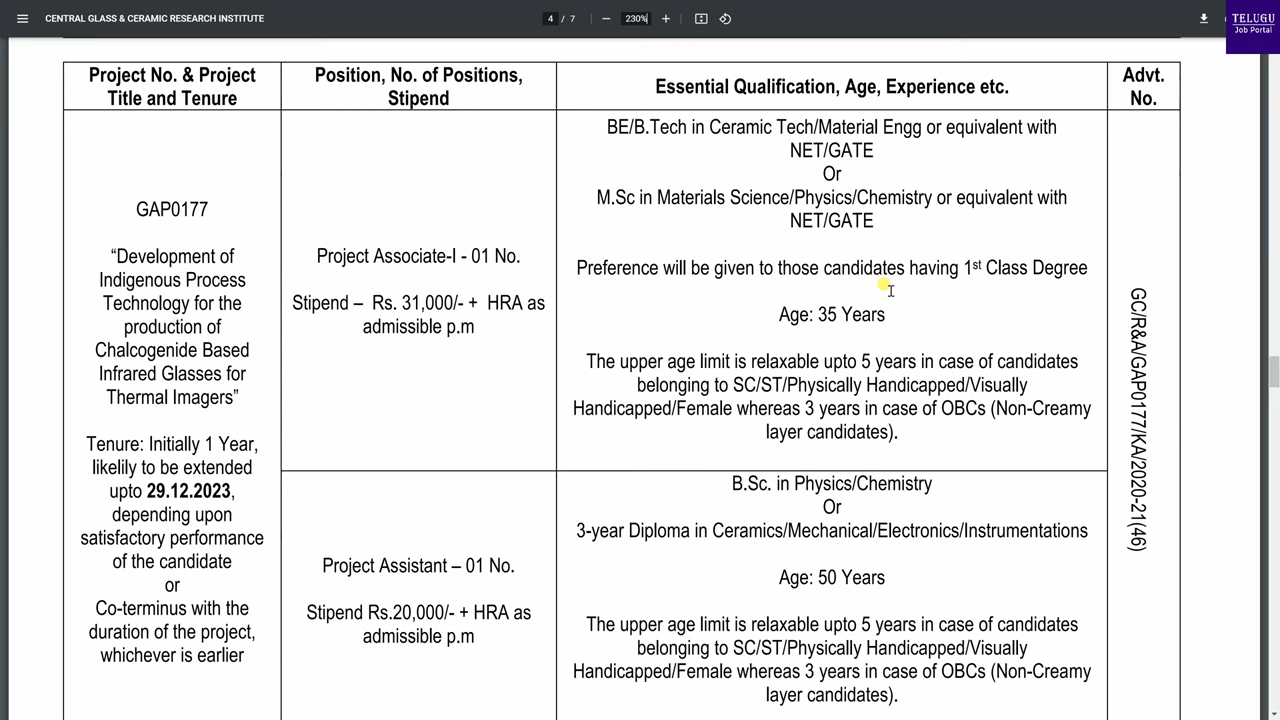 CENTRAL GLASS & CERAMIC RESEARCH INSTITUTE
4 / 7
230%
TELUGU
Job Portal
Project No. & Project
Title and Tenure
Position, No. of Positions,
Stipend
Essential Qualification, Age, Experience etc.
Advt.
No.
GAP0177
“Development of
Indigenous Process
Technology for the
production of
Chalcogenide Based
Infrared Glasses for
Thermal Imagers”
Tenure: Initially 1 Year,
likelily to be extended
upto 29.12.2023,
depending upon
satisfactory performance
of the candidate
or
Co-terminus with the
duration of the project,
whichever is earlier
Project Associate-I - 01 No.
Stipend – Rs. 31,000/- + HRA as
admissible p.m
BE/B.Tech in Ceramic Tech/Material Engg or equivalent with
NET/GATE
Or
M.Sc in Materials Science/Physics/Chemistry or equivalent with
NET/GATE
Preference will be given to those candidates having 1st Class Degree
Age: 35 Years
The upper age limit is relaxable upto 5 years in case of candidates
belonging to SC/ST/Physically Handicapped/Visually
Handicapped/Female whereas 3 years in case of OBCs (Non-Creamy
layer candidates).
Project Assistant – 01 No.
Stipend Rs.20,000/- + HRA as
admissible p.m
B.Sc. in Physics/Chemistry
Or
3-year Diploma in Ceramics/Mechanical/Electronics/Instrumentations
Age: 50 Years
The upper age limit is relaxable upto 5 years in case of candidates
belonging to SC/ST/Physically Handicapped/Visually
Handicapped/Female whereas 3 years in case of OBCs (Non-Creamy
layer candidates).
GC/R&A/GAP0177/KA/2020-21(46)